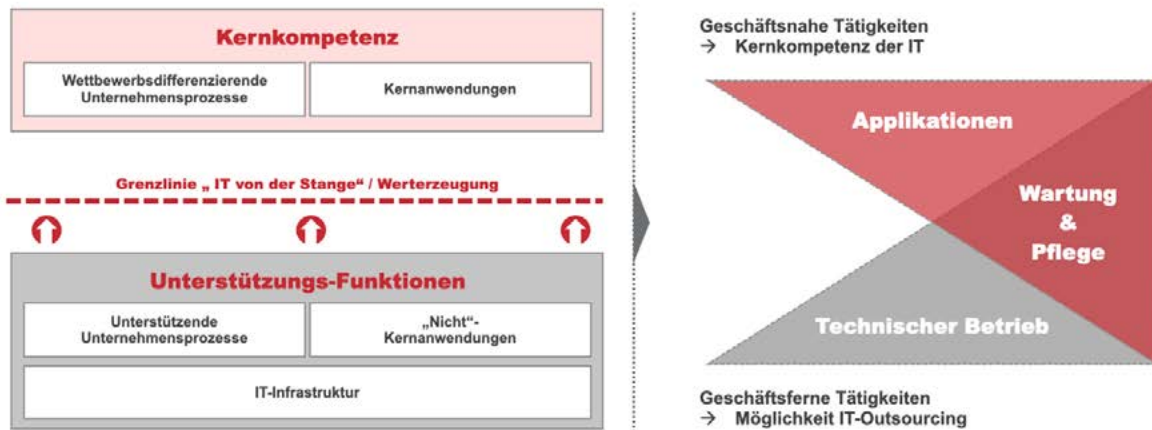 Kernkompetenz
Wettbewerbsdifferenzierende
Unternehmensprozesse
Kernanwendungen
Grenzlinie „ IT von der Stange“ / Werterzeugung
Unterstützungs-Funktionen
Unterstützende
Unternehmensprozesse
„Nicht“-
Kernanwendungen
IT-Infrastruktur
Geschäftsnahe Tätigkeiten
→ Kernkompetenz der IT
Applikationen
Wartung
&
Pflege
Technischer Betrieb
Geschäftsferne Tätigkeiten
→ Möglichkeit IT-Outsourcing